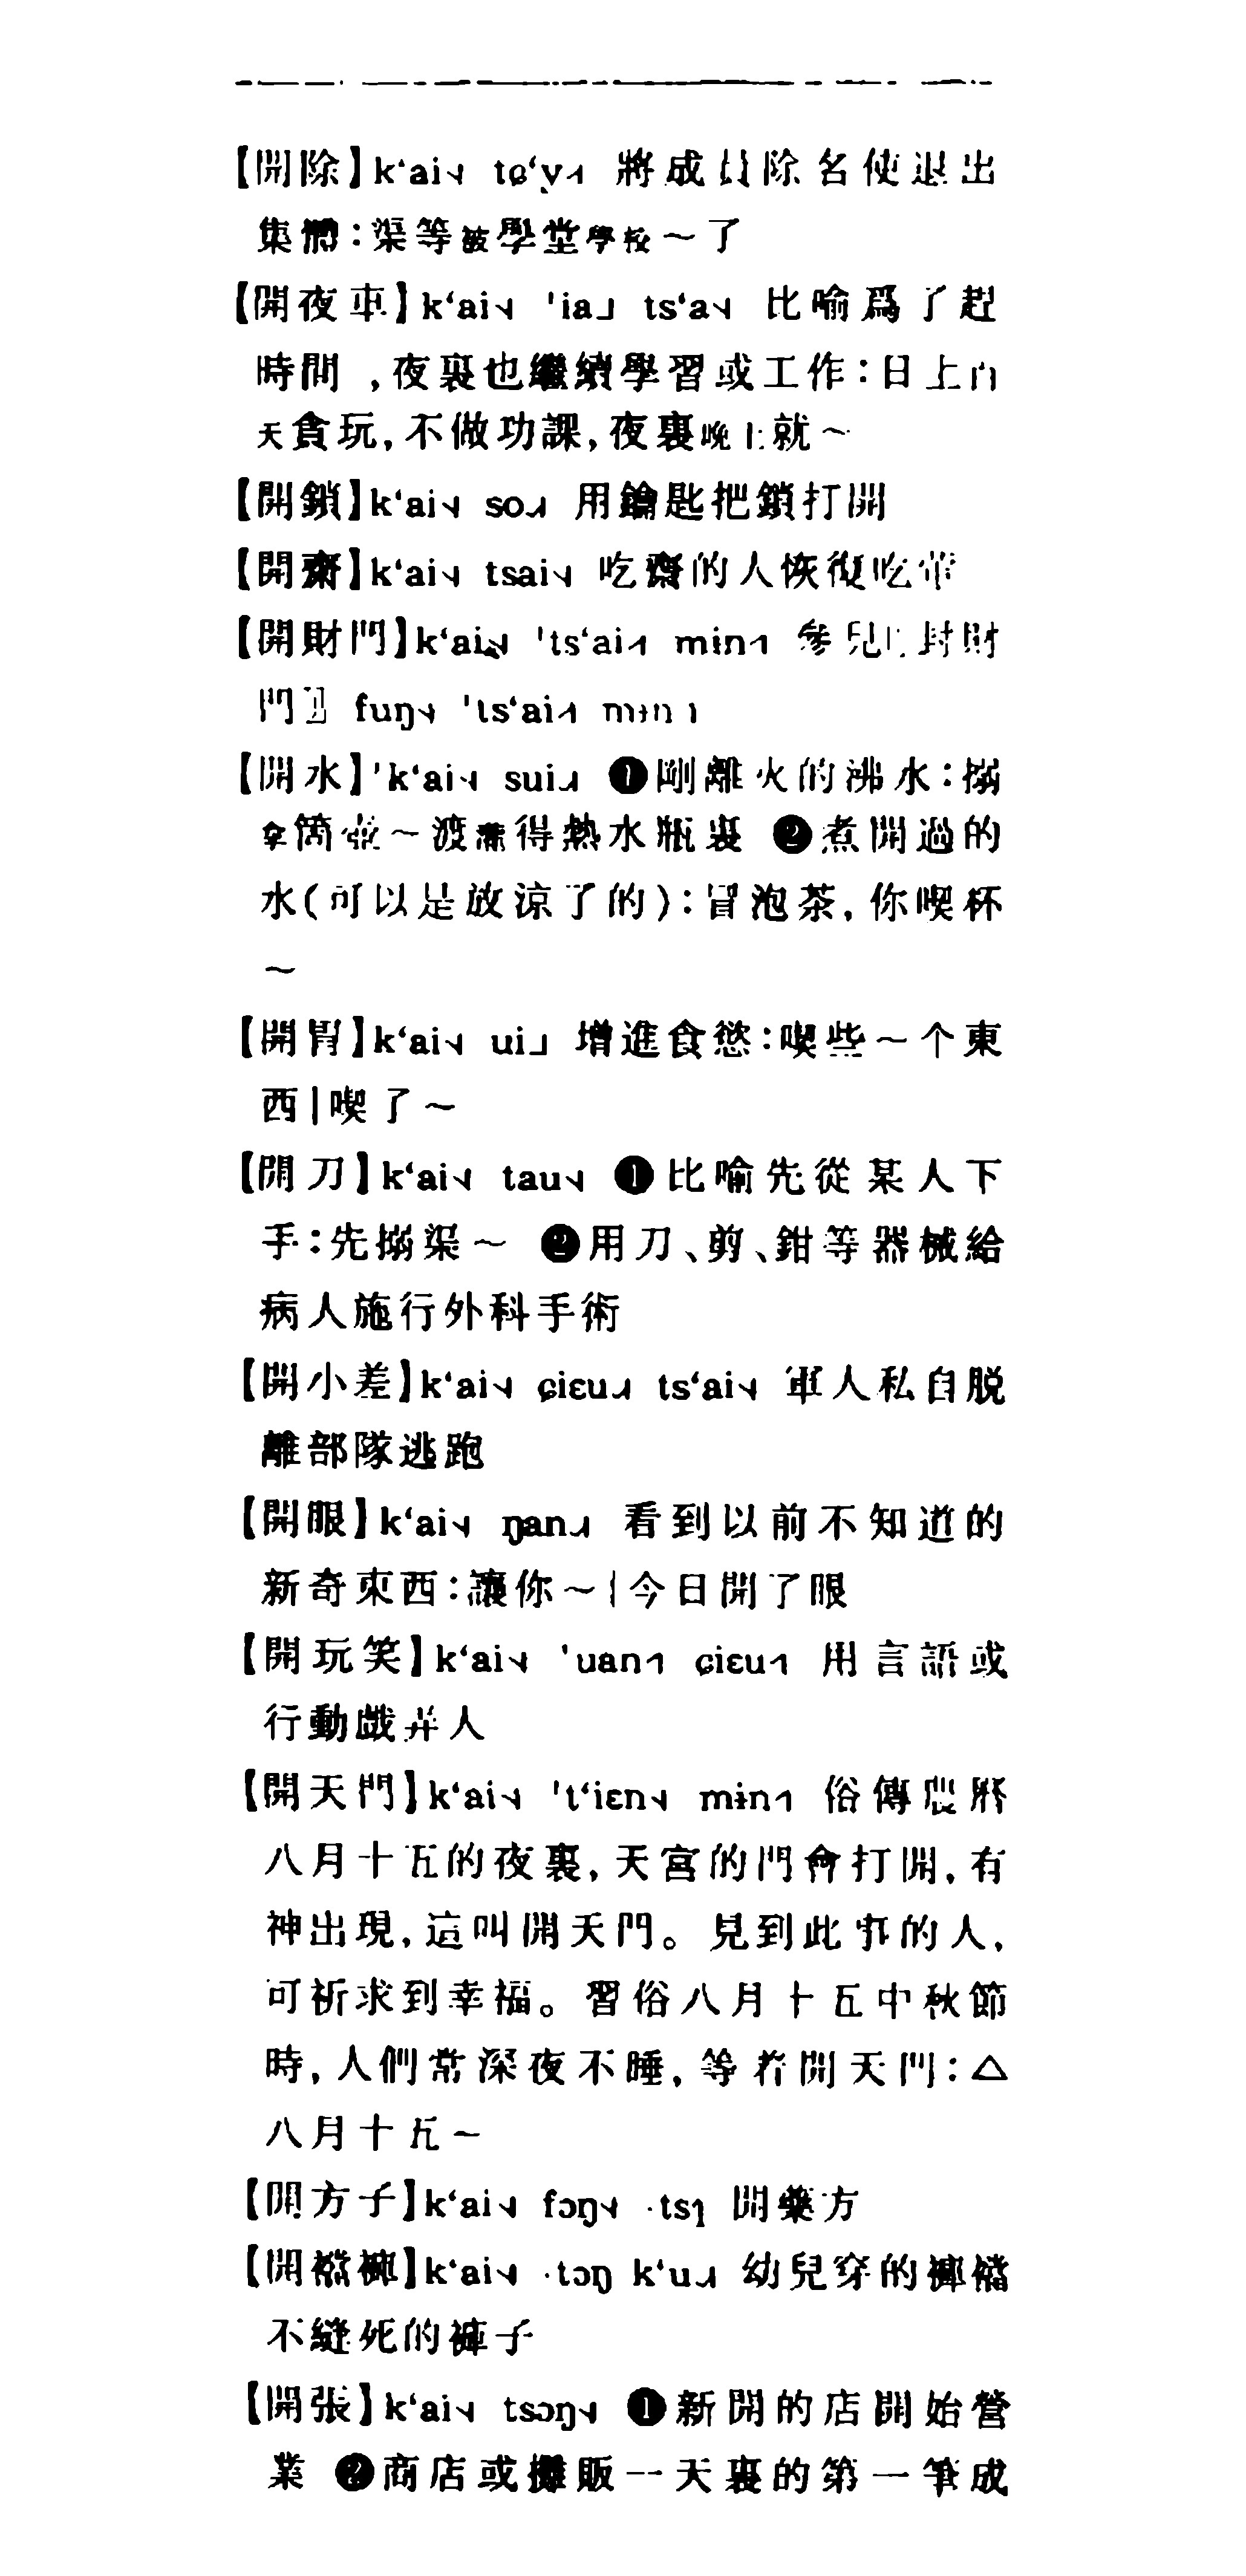 【開除】k‘ai˧˨ tɕ‘y˨˦ 將成員除名使退出
集體：渠等被學堂學校～了
【開夜車】k‘ai˧˨ 'ia˩ ts‘a˧˨ 比喻爲了趕
時間，夜裏也繼續學習或工作：日上白
天貪玩，不做功課，夜裏晚上就～
【開鎖】k‘ai˧˨ so˨˩˧ 用鑰匙把鎖打開
【開齋】k‘ai˧˨ tsai˧˨ 吃齋的人恢復吃葷
【開財門】k‘ai˧˨ 'ts‘ai˨˦ mɨn˨˦ 參見 封財
門 fuŋ˧˨ 'ts‘ai˨˦ mɨn
【開水】'k‘ai˧˨ sui˨˩˧ ❶剛離火的沸水：搦
拿箇壺～渡灌得熱水瓶裏 ❷煮開過的
水（可以是放涼了的）：冒泡茶，你喫杯
～
【開胃】k‘ai˧˨ ui˩ 增進食慾：喫些～个東
西|喫了～
【開刀】k‘ai˧˨ tau˧˨ ❶比喻先從某人下
手：先搦渠～ ❷用刀、剪、鉗等器械給
病人施行外科手術
【開小差】k‘ai˧˨ ɕiɛu˨˩˧ ts‘ai˧˨ 軍人私自脱
離部隊逃跑
【開眼】k‘ai˧˨ ŋan˨˩˧ 看到以前不知道的
新奇東西：讓你～|今日開了眼
【開玩笑】k‘ai˧˨ 'uan˦ ɕiɛu˦ 用言語或
行動戲弄人
【開天門】k‘ai˧˨ 't‘iɛn˧˨ mɨn˨˦ 俗傳農曆
八月十五的夜裏，天宮的門會打開，有
神出現，這叫開天門。見到此事的人，
可祈求到幸福。習俗八月十五中秋節
時，人們常深夜不睡，等着開天門：△
八月十五～
【開方子】k‘ai˧˨ fɔŋ˧˨ ·tsɿ 開藥方
【開襠褲】k‘ai˧˨ ·tɔŋ k‘u˨˩˧ 幼兒穿的褲襠
不縫死的褲子
【開張】k‘ai˧˨ tsɔŋ˧˨ ❶新開的店開始營
業 ❷商店或攤販一天裏的第一筆成